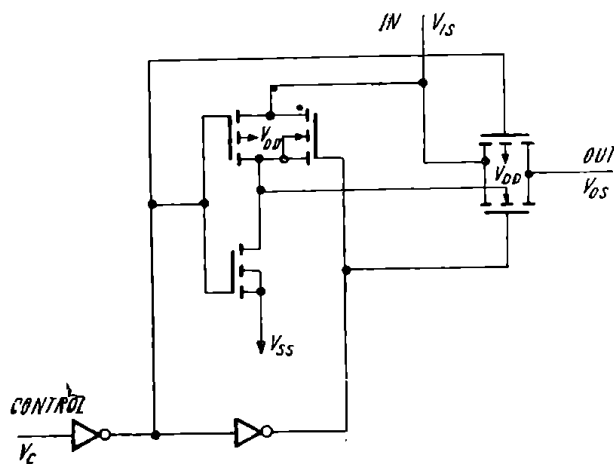 IN V_IS
V_DD
OUT
V_DD
V_OS
V_SS
CONTROL
V_C